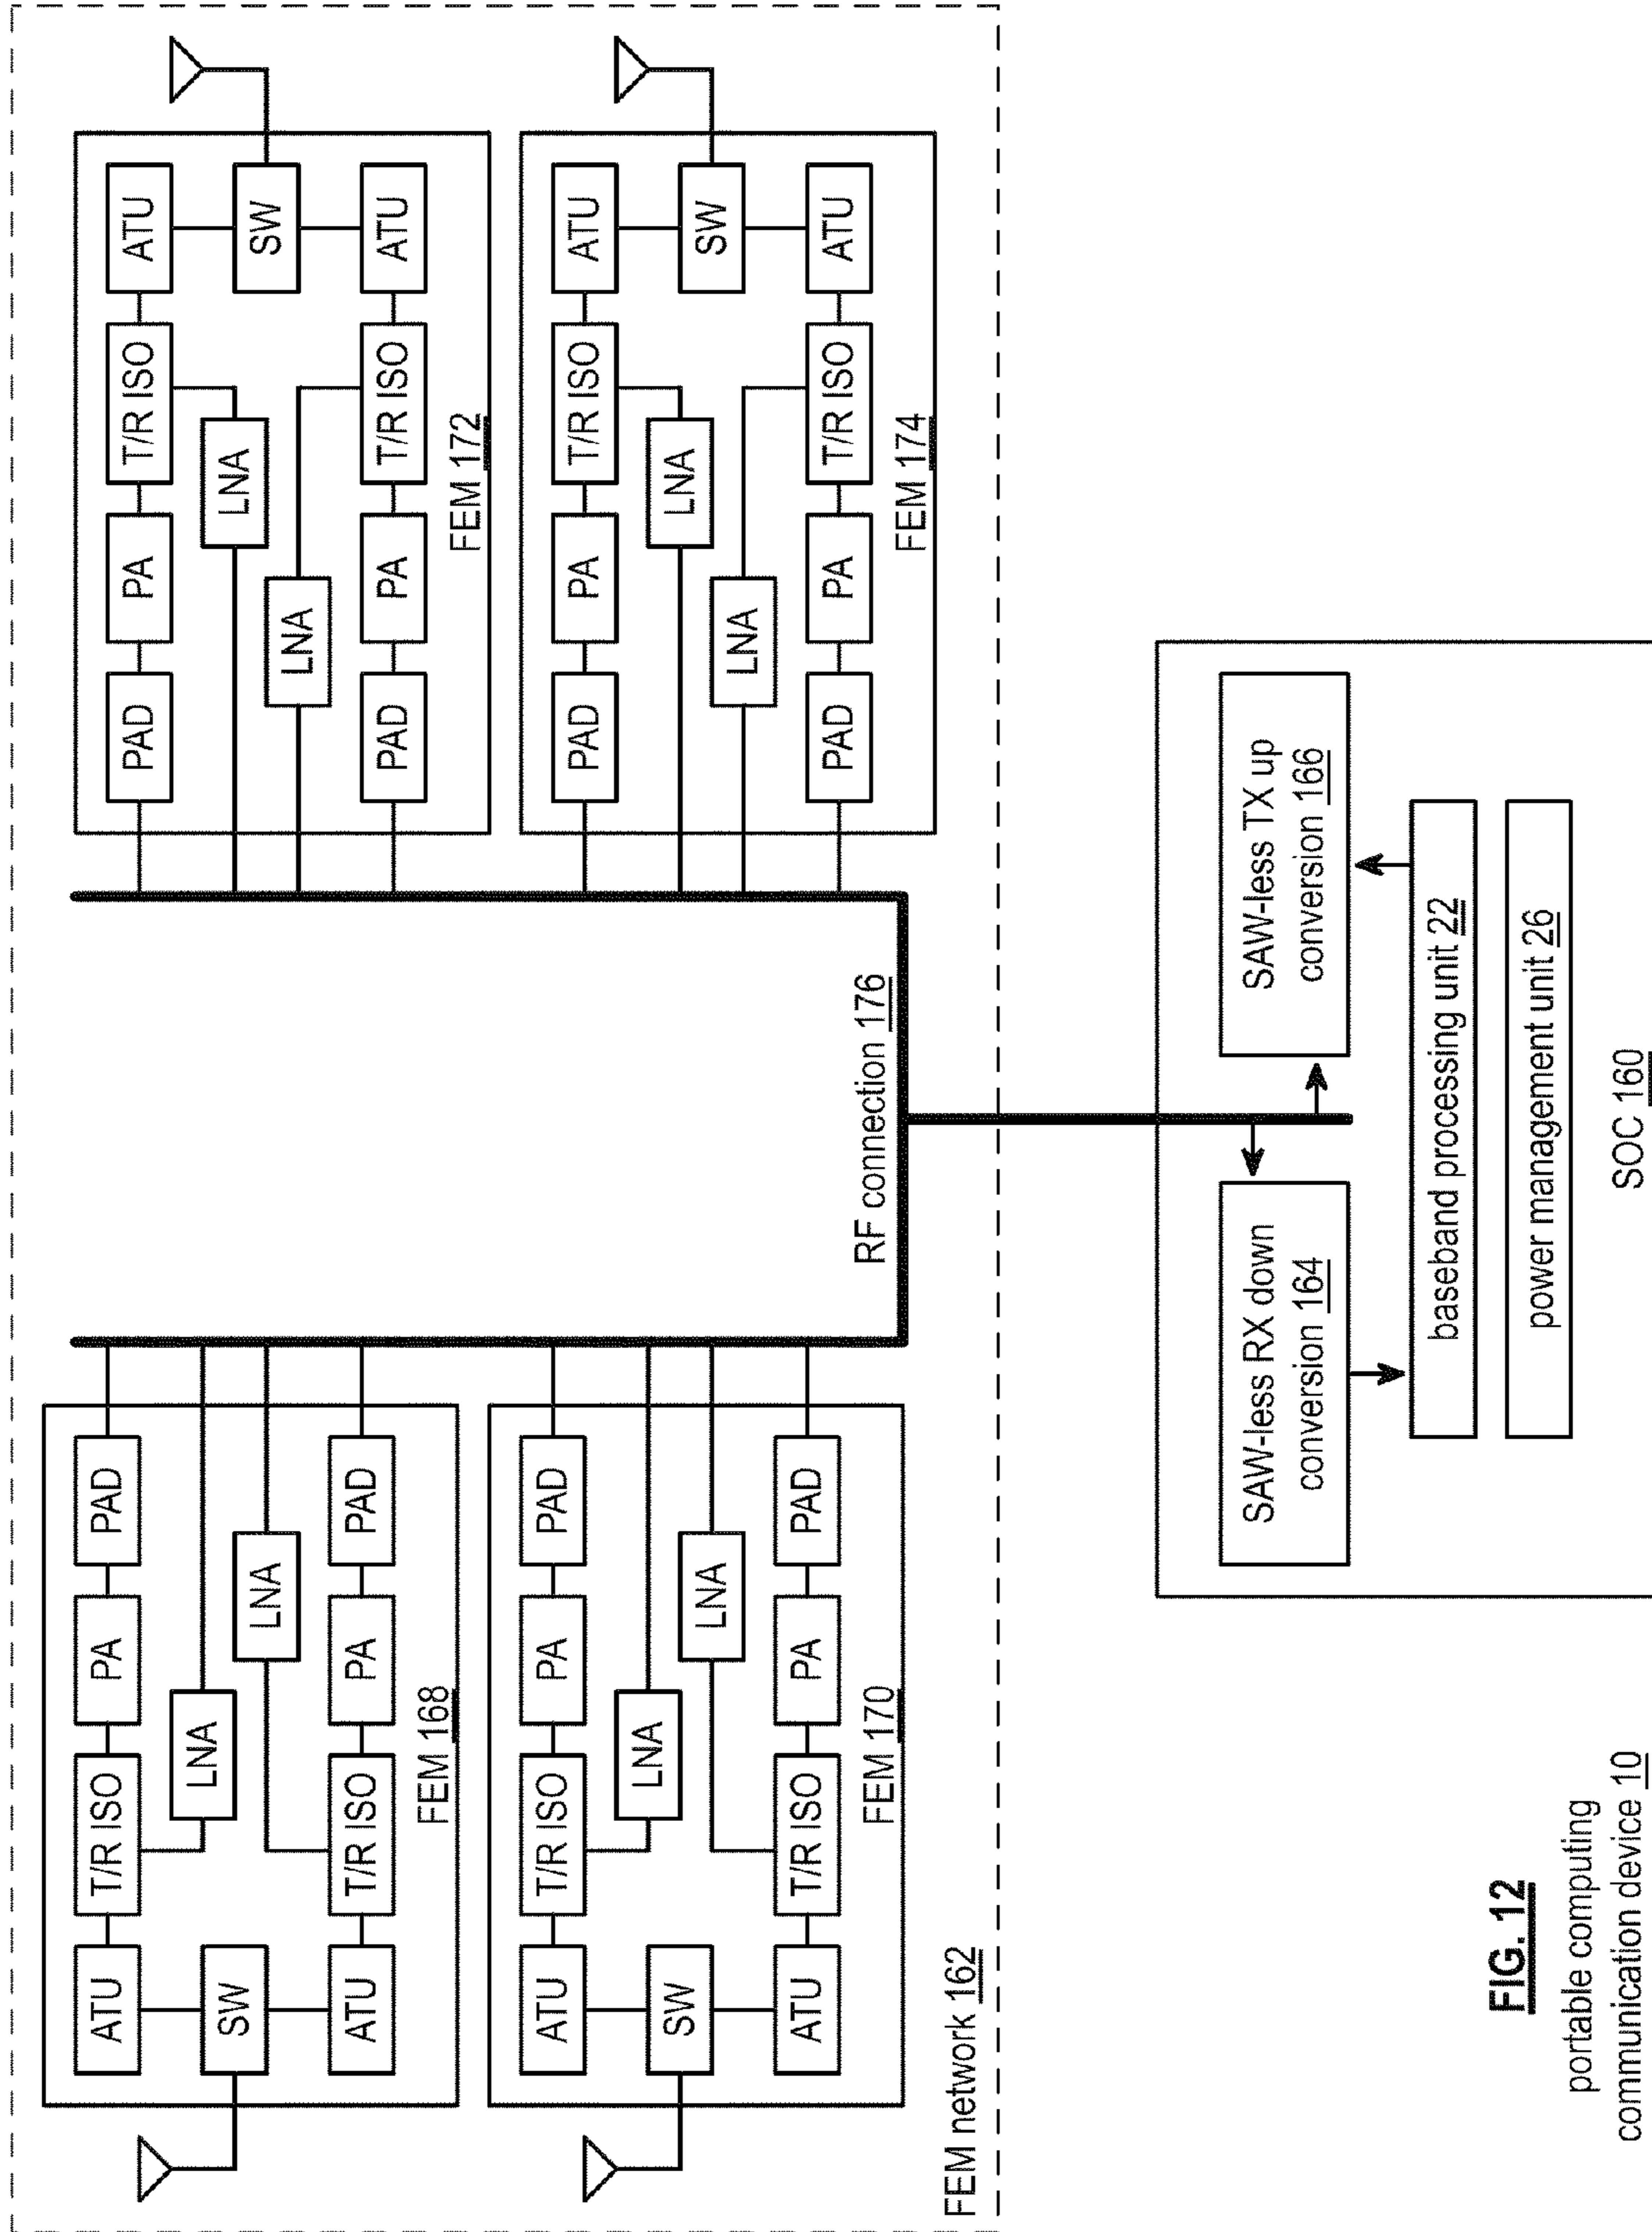 ATU T/R ISO PA PAD
LNA
SW LNA
ATU T/R ISO PA PAD
FEM 168
ATU T/R ISO PA PAD
LNA
SW LNA
ATU T/R ISO PA PAD
FEM 170
PAD PA T/R ISO ATU
LNA
LNA SW
PAD PA T/R ISO ATU
FEM 172
PAD PA T/R ISO ATU
LNA
LNA SW
PAD PA T/R ISO ATU
FEM 174
RF connection 176
FEM network 162
SAW-less RX down
conversion 164
SAW-less TX up
conversion 166
baseband processing unit 22
power management unit 26
SOC 160
FIG. 12
portable computing
communication device 10